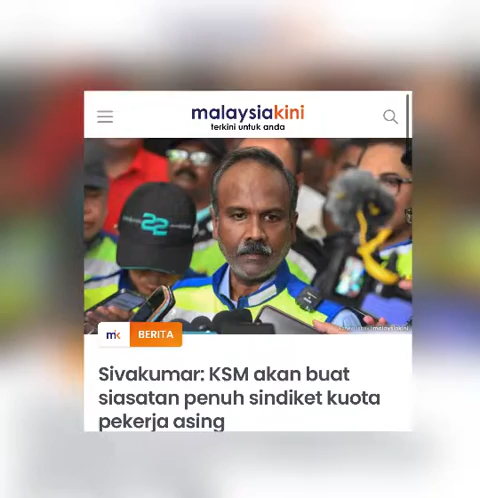 malaysiakini
terkini untuk anda
22
mk
BERITA
Sivakumar: KSM akan buat
siasatan penuh sindiket kuota
pekerja asing